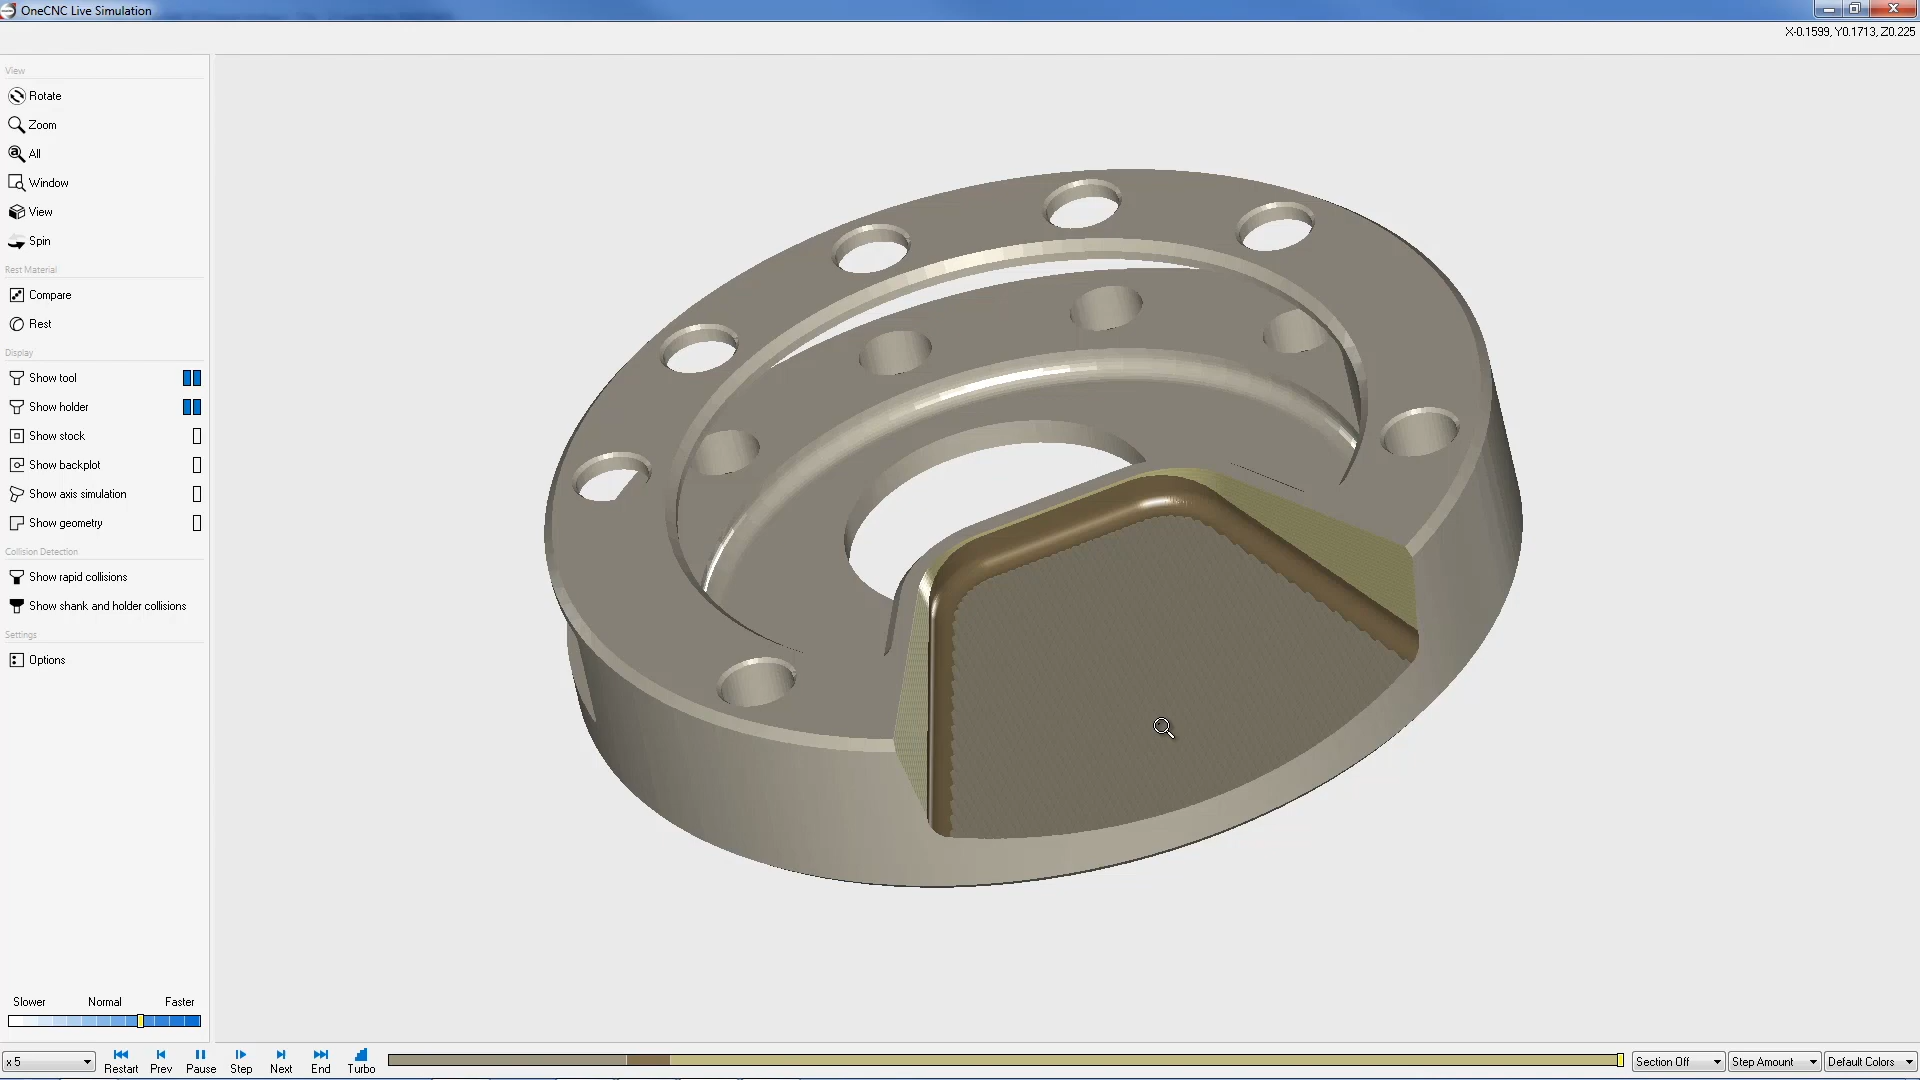 OneCNC Live Simulation
X-0.1599, Y0.1713, Z0.225
View
Rotate
Zoom
All
Window
View
Spin
Rest Material
Compare
Rest
Display
Show tool
Show holder
Show stock
Show backplot
Show axis simulation
Show geometry
Collision Detection
Show rapid collisions
Show shank and holder collisions
Settings
Options
Slower Normal Faster
x 5 Restart Prev Pause Step Next End Turbo Section Off Step Amount Default Colors